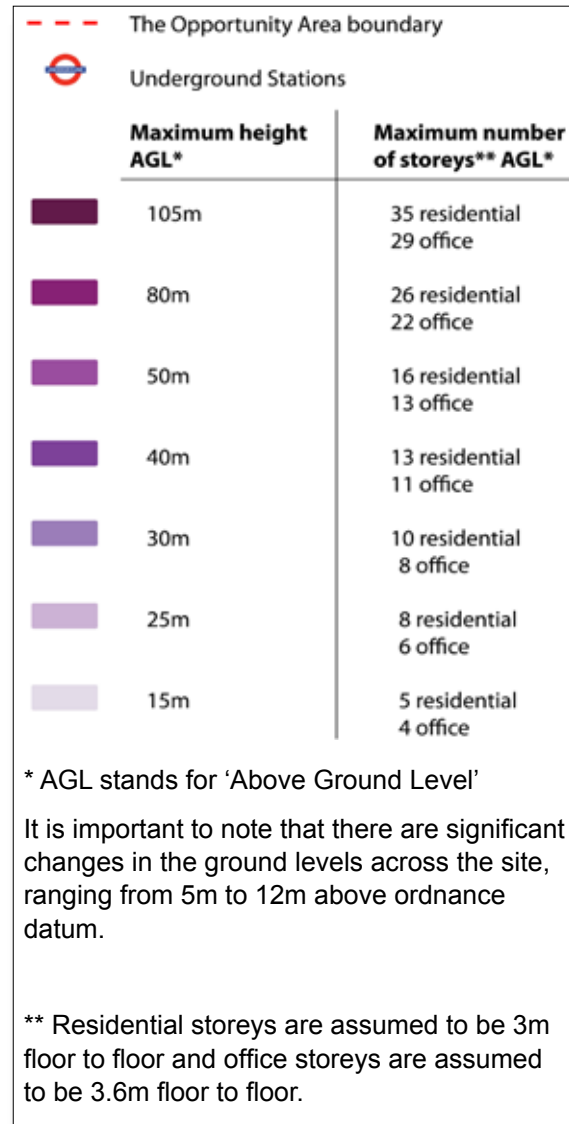 The Opportunity Area boundary
Underground Stations
Maximum height Maximum number
AGL* of storeys** AGL*
105m 35 residential
29 office
80m 26 residential
22 office
50m 16 residential
13 office
40m 13 residential
11 office
30m 10 residential
8 office
25m 8 residential
6 office
15m 5 residential
4 office
* AGL stands for ‘Above Ground Level’
It is important to note that there are significant
changes in the ground levels across the site,
ranging from 5m to 12m above ordnance
datum.
** Residential storeys are assumed to be 3m
floor to floor and office storeys are assumed
to be 3.6m floor to floor.